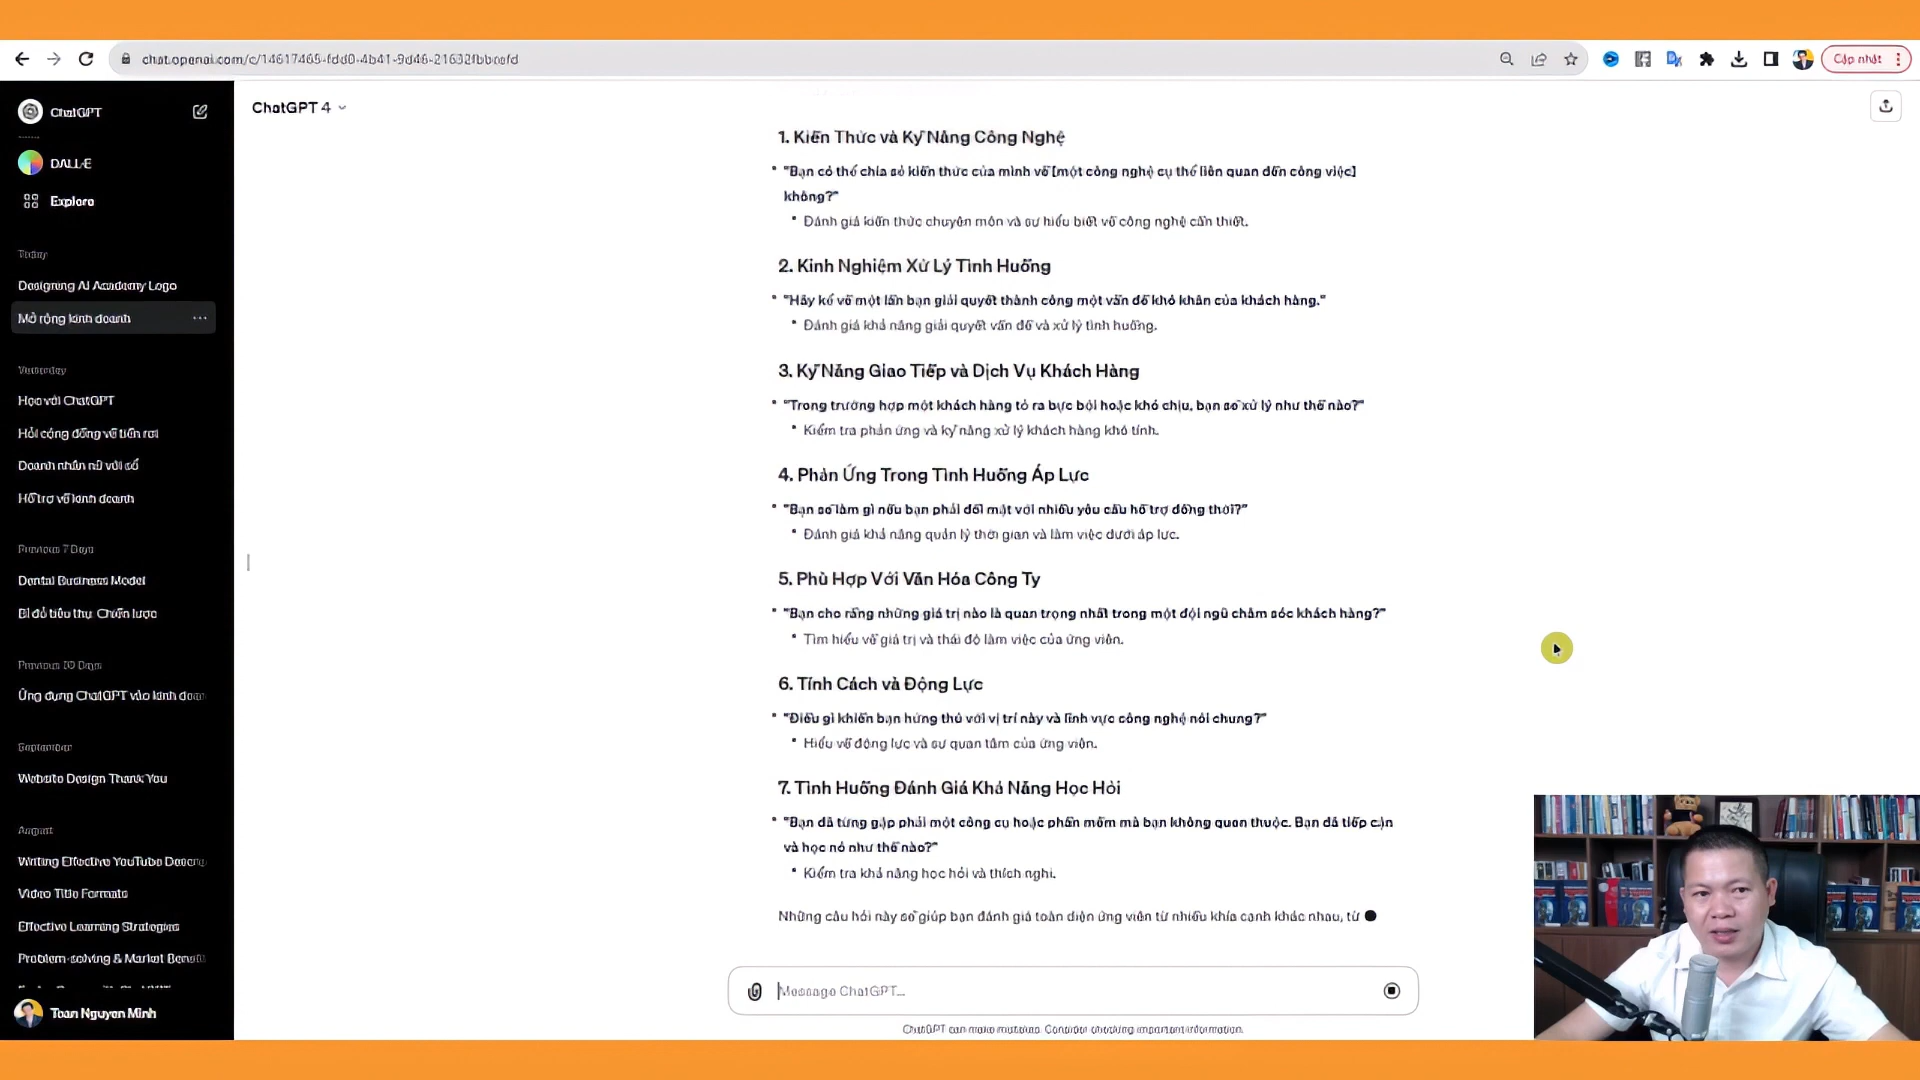 chat.openai.com/c/14617465-fdd0-4b41-9d46-21632fbbcefd
Cập nhật
ChatGPT
DALL·E
Explore
Today
Designing AI Academy Logo
Mở rộng kinh doanh
Yesterday
Học với ChatGPT
Hỏi cộng đồng về tiền rơi
Doanh nhân nữ với số
Hỗ trợ về kinh doanh
Previous 7 Days
Dental Business Model
Bí đỏ tiêu thụ: Chiến lược
Previous 30 Days
Ứng dụng ChatGPT vào kinh doan
September
Website Design Thank You
August
Writing Effective YouTube Descrip
Video Title Formats
Effective Learning Strategies
Problem-solving & Market Benefi
Toan Nguyen Minh
ChatGPT 4
1. Kiến Thức và Kỹ Năng Công Nghệ
"Bạn có thể chia sẻ kiến thức của mình về [một công nghệ cụ thể liên quan đến công việc]
không?"
Đánh giá kiến thức chuyên môn và sự hiểu biết về công nghệ cần thiết.
2. Kinh Nghiệm Xử Lý Tình Huống
"Hãy kể về một lần bạn giải quyết thành công một vấn đề khó khăn của khách hàng."
Đánh giá khả năng giải quyết vấn đề và xử lý tình huống.
3. Kỹ Năng Giao Tiếp và Dịch Vụ Khách Hàng
"Trong trường hợp một khách hàng tỏ ra bực bội hoặc khó chịu, bạn sẽ xử lý như thế nào?"
Kiểm tra phản ứng và kỹ năng xử lý khách hàng khó tính.
4. Phản Ứng Trong Tình Huống Áp Lực
"Bạn sẽ làm gì nếu bạn phải đối mặt với nhiều yêu cầu hỗ trợ đồng thời?"
Đánh giá khả năng quản lý thời gian và làm việc dưới áp lực.
5. Phù Hợp Với Văn Hóa Công Ty
"Bạn cho rằng những giá trị nào là quan trọng nhất trong một đội ngũ chăm sóc khách hàng?"
Tìm hiểu về giá trị và thái độ làm việc của ứng viên.
6. Tính Cách và Động Lực
"Điều gì khiến bạn hứng thú với vị trí này và lĩnh vực công nghệ nói chung?"
Hiểu về động lực và sự quan tâm của ứng viên.
7. Tình Huống Đánh Giá Khả Năng Học Hỏi
"Bạn đã từng gặp phải một công cụ hoặc phần mềm mà bạn không quen thuộc. Bạn đã tiếp cận
và học nó như thế nào?"
Kiểm tra khả năng học hỏi và thích nghi.
Những câu hỏi này sẽ giúp bạn đánh giá toàn diện ứng viên từ nhiều khía cạnh khác nhau, từ
Message ChatGPT...
ChatGPT can make mistakes. Consider checking important information.